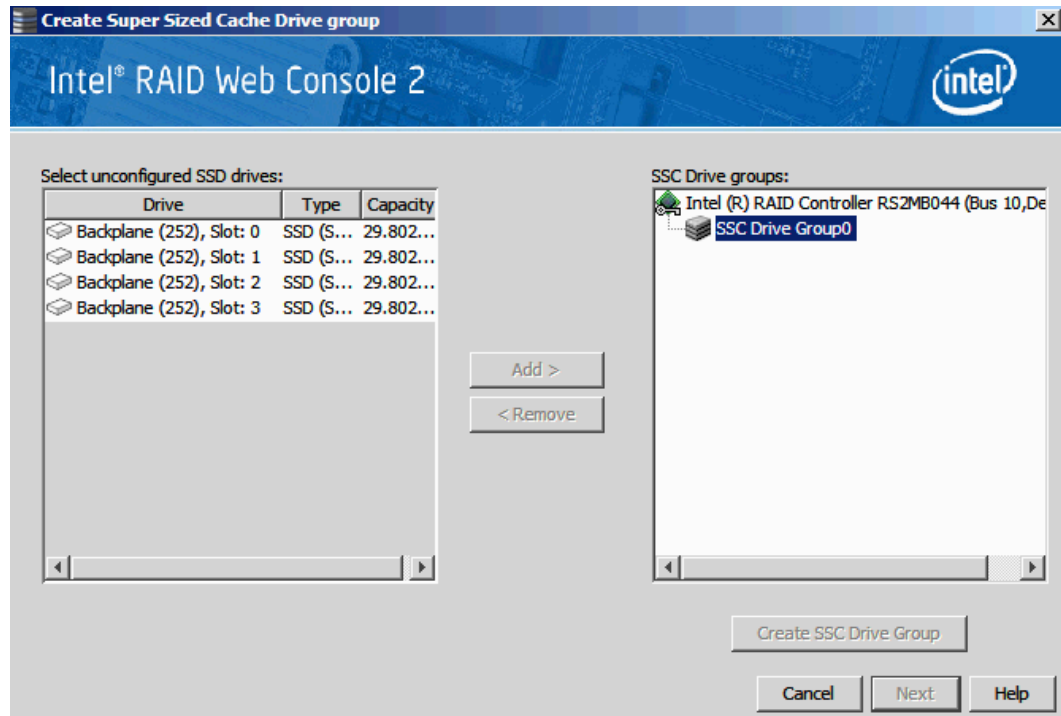 Create Super Sized Cache Drive group
Intel® RAID Web Console 2
intel
Select unconfigured SSD drives:
Drive Type Capacity
Backplane (252), Slot: 0 SSD (S... 29.802...
Backplane (252), Slot: 1 SSD (S... 29.802...
Backplane (252), Slot: 2 SSD (S... 29.802...
Backplane (252), Slot: 3 SSD (S... 29.802...
Add >
< Remove
SSC Drive groups:
Intel (R) RAID Controller RS2MB044 (Bus 10,De
SSC Drive Group0
Create SSC Drive Group
Cancel Next Help